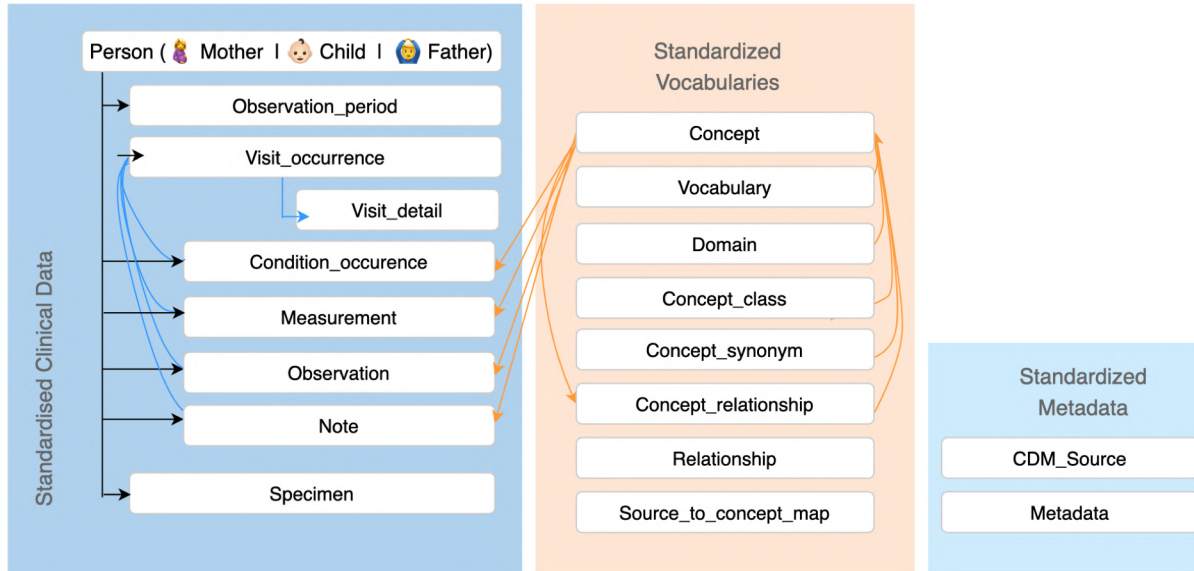 Standardised Clinical Data
Person (🤰 Mother | 👶🏻 Child | 🙆‍♂️ Father)
Observation_period
Visit_occurrence
Visit_detail
Condition_occurence
Measurement
Observation
Note
Specimen
Standardized
Vocabularies
Concept
Vocabulary
Domain
Concept_class
Concept_synonym
Concept_relationship
Relationship
Source_to_concept_map
Standardized
Metadata
CDM_Source
Metadata